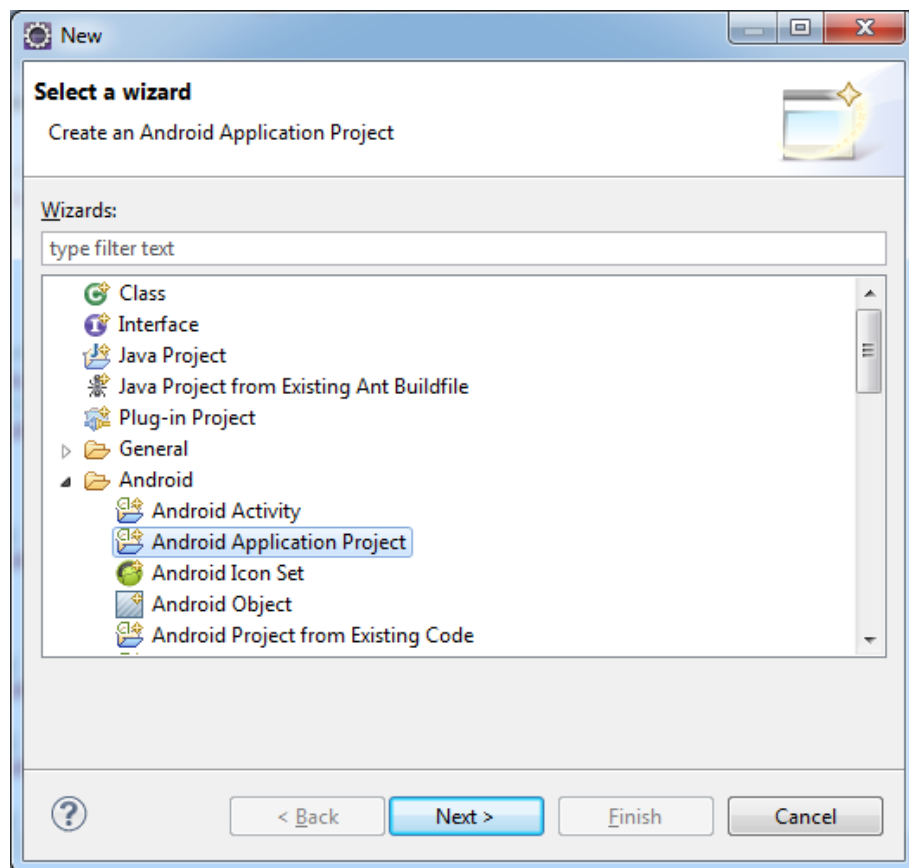 New
Select a wizard
Create an Android Application Project
Wizards:
type filter text
Class
Interface
Java Project
Java Project from Existing Ant Buildfile
Plug-in Project
General
Android
Android Activity
Android Application Project
Android Icon Set
Android Object
Android Project from Existing Code
< Back Next > Finish Cancel